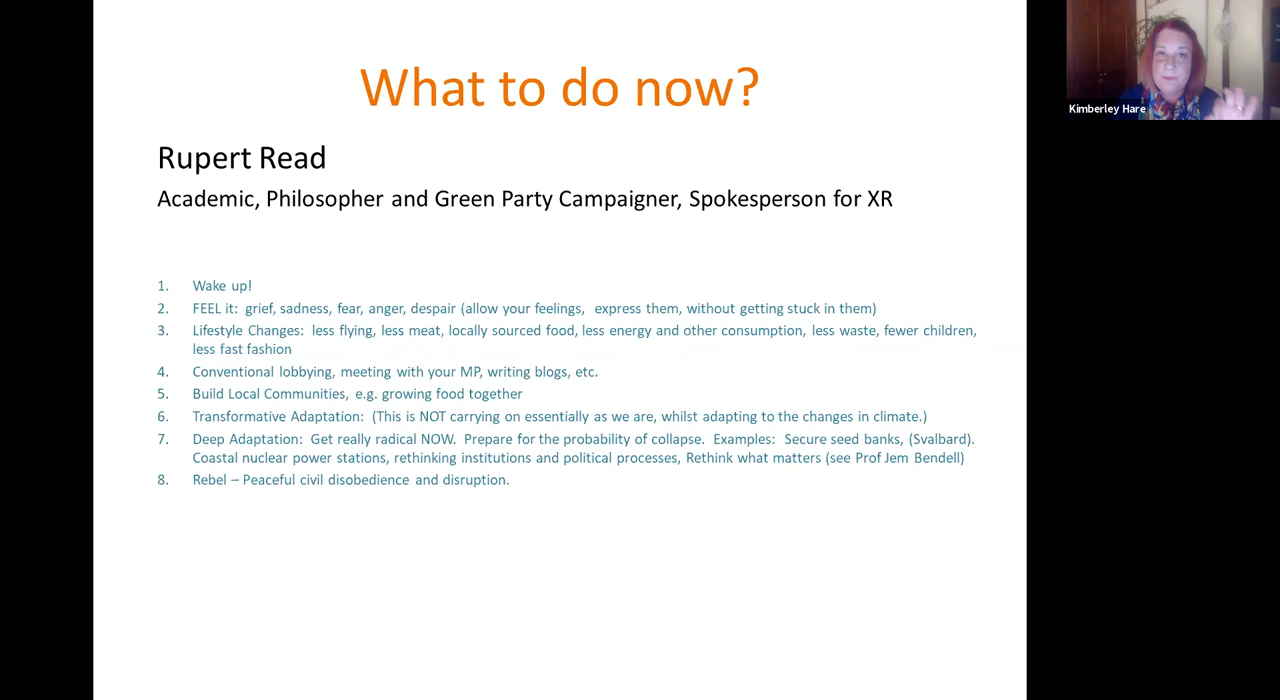 What to do now?
Kimberley Hare
Rupert Read
Academic, Philosopher and Green Party Campaigner, Spokesperson for XR
1. Wake up!
2. FEEL it: grief, sadness, fear, anger, despair (allow your feelings, express them, without getting stuck in them)
3. Lifestyle Changes: less flying, less meat, locally sourced food, less energy and other consumption, less waste, fewer children,
less fast fashion
4. Conventional lobbying, meeting with your MP, writing blogs, etc.
5. Build Local Communities, e.g. growing food together
6. Transformative Adaptation: (This is NOT carrying on essentially as we are, whilst adapting to the changes in climate.)
7. Deep Adaptation: Get really radical NOW. Prepare for the probability of collapse. Examples: Secure seed banks, (Svalbard).
Coastal nuclear power stations, rethinking institutions and political processes, Rethink what matters (see Prof Jem Bendell)
8. Rebel – Peaceful civil disobedience and disruption.